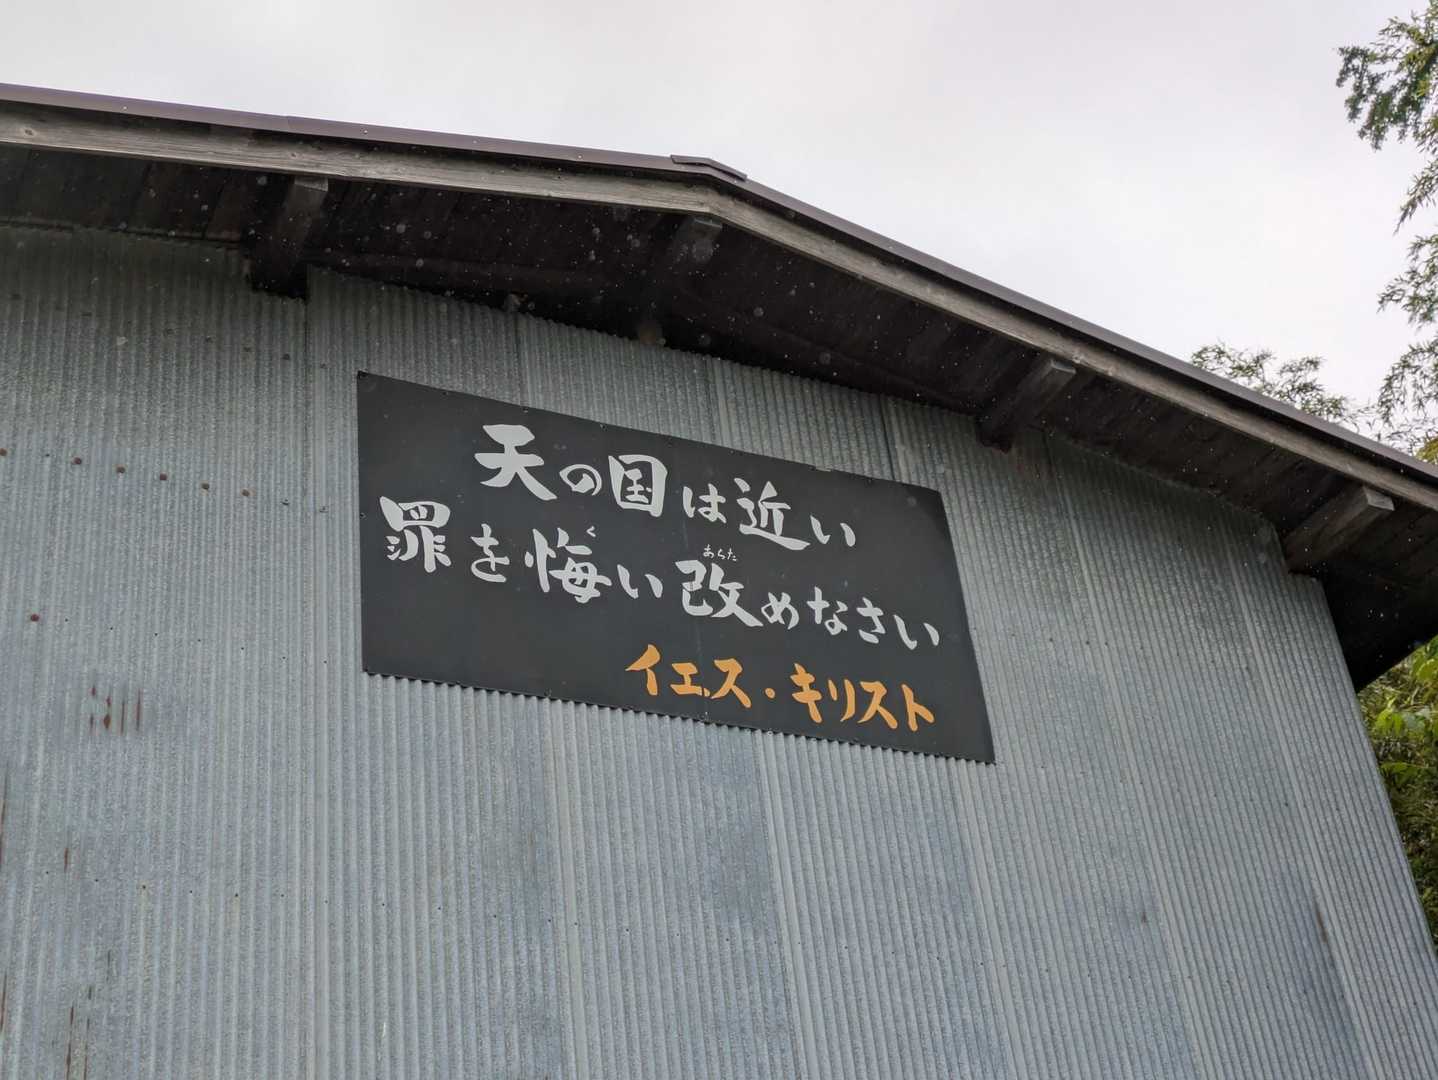 天の国は近い
罪を悔い改めなさい
イエス・キリスト